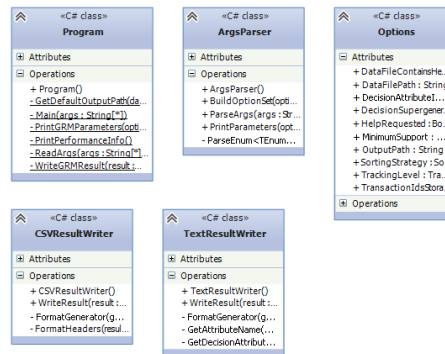 «C# class»
Program
Attributes
Operations
+ Program()
- GetDefaultOutputPath(da...
- Main(args : String[*])
- PrintGRMParameters(opti...
- PrintPerformanceInfo()
- ReadArgs(args :String[*]...
- WriteGRMResult(result :...
«C# class»
ArgsParser
Attributes
Operations
+ ArgsParser()
+ BuildOptionSet(opti...
+ ParseArgs(args : Str...
+ PrintParameters(opt...
- ParseEnum<TEnum...
«C# class»
Options
Attributes
+ DataFileContainsHe...
+ DataFilePath : String
+ DecisionAttributeI...
+ DecisionSupergener...
+ HelpRequested : Bo...
+ MinimumSupport : ...
+ OutputPath : String
+ SortingStrategy : So
+ TrackingLevel : Tra...
+ TransactionIdsStora...
Operations
«C# class»
CSVResultWriter
Attributes
Operations
+ CSVResultWriter()
+ WriteResult(result :...
- FormatGenerator(g...
- FormatHeaders(resul...
«C# class»
TextResultWriter
Attributes
Operations
+ TextResultWriter()
+ WriteResult(result :...
- FormatGenerator(g...
- GetAttributeName(...
- GetDecisionAttribut...